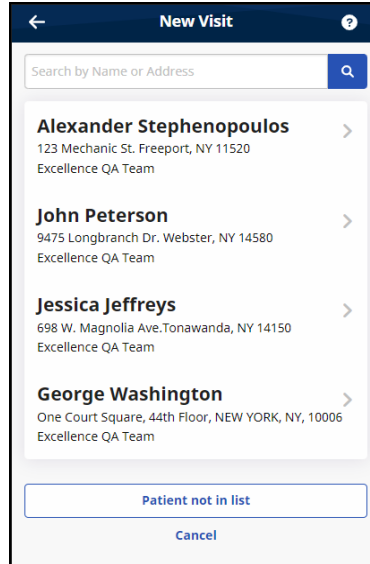 New Visit
?
Search by Name or Address
Alexander Stephenopoulos
123 Mechanic St. Freeport, NY 11520
Excellence QA Team
John Peterson
9475 Longbranch Dr. Webster, NY 14580
Excellence QA Team
Jessica Jeffreys
698 W. Magnolia Ave.Tonawanda, NY 14150
Excellence QA Team
George Washington
One Court Square, 44th Floor, NEW YORK, NY, 10006
Excellence QA Team
Patient not in list
Cancel